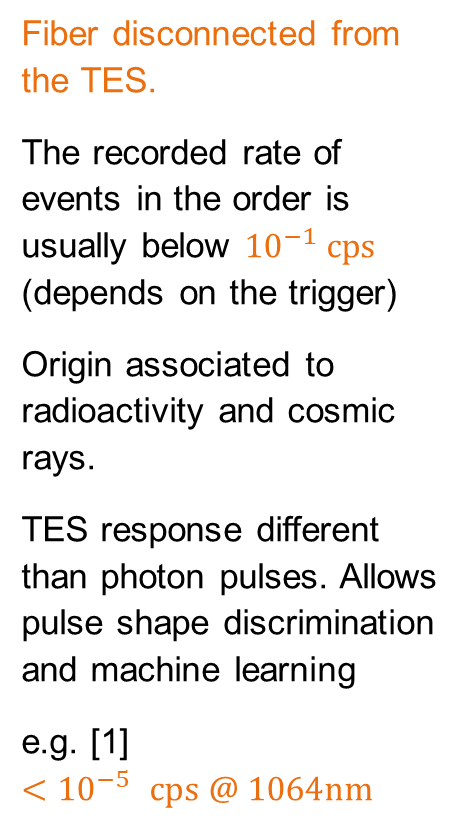 Fiber disconnected from
the TES.
The recorded rate of
events in the order is
usually below 10⁻¹ cps
(depends on the trigger)
Origin associated to
radioactivity and cosmic
rays.
TES response different
than photon pulses. Allows
pulse shape discrimination
and machine learning
e.g. [1]
< 10⁻⁵ cps @ 1064nm